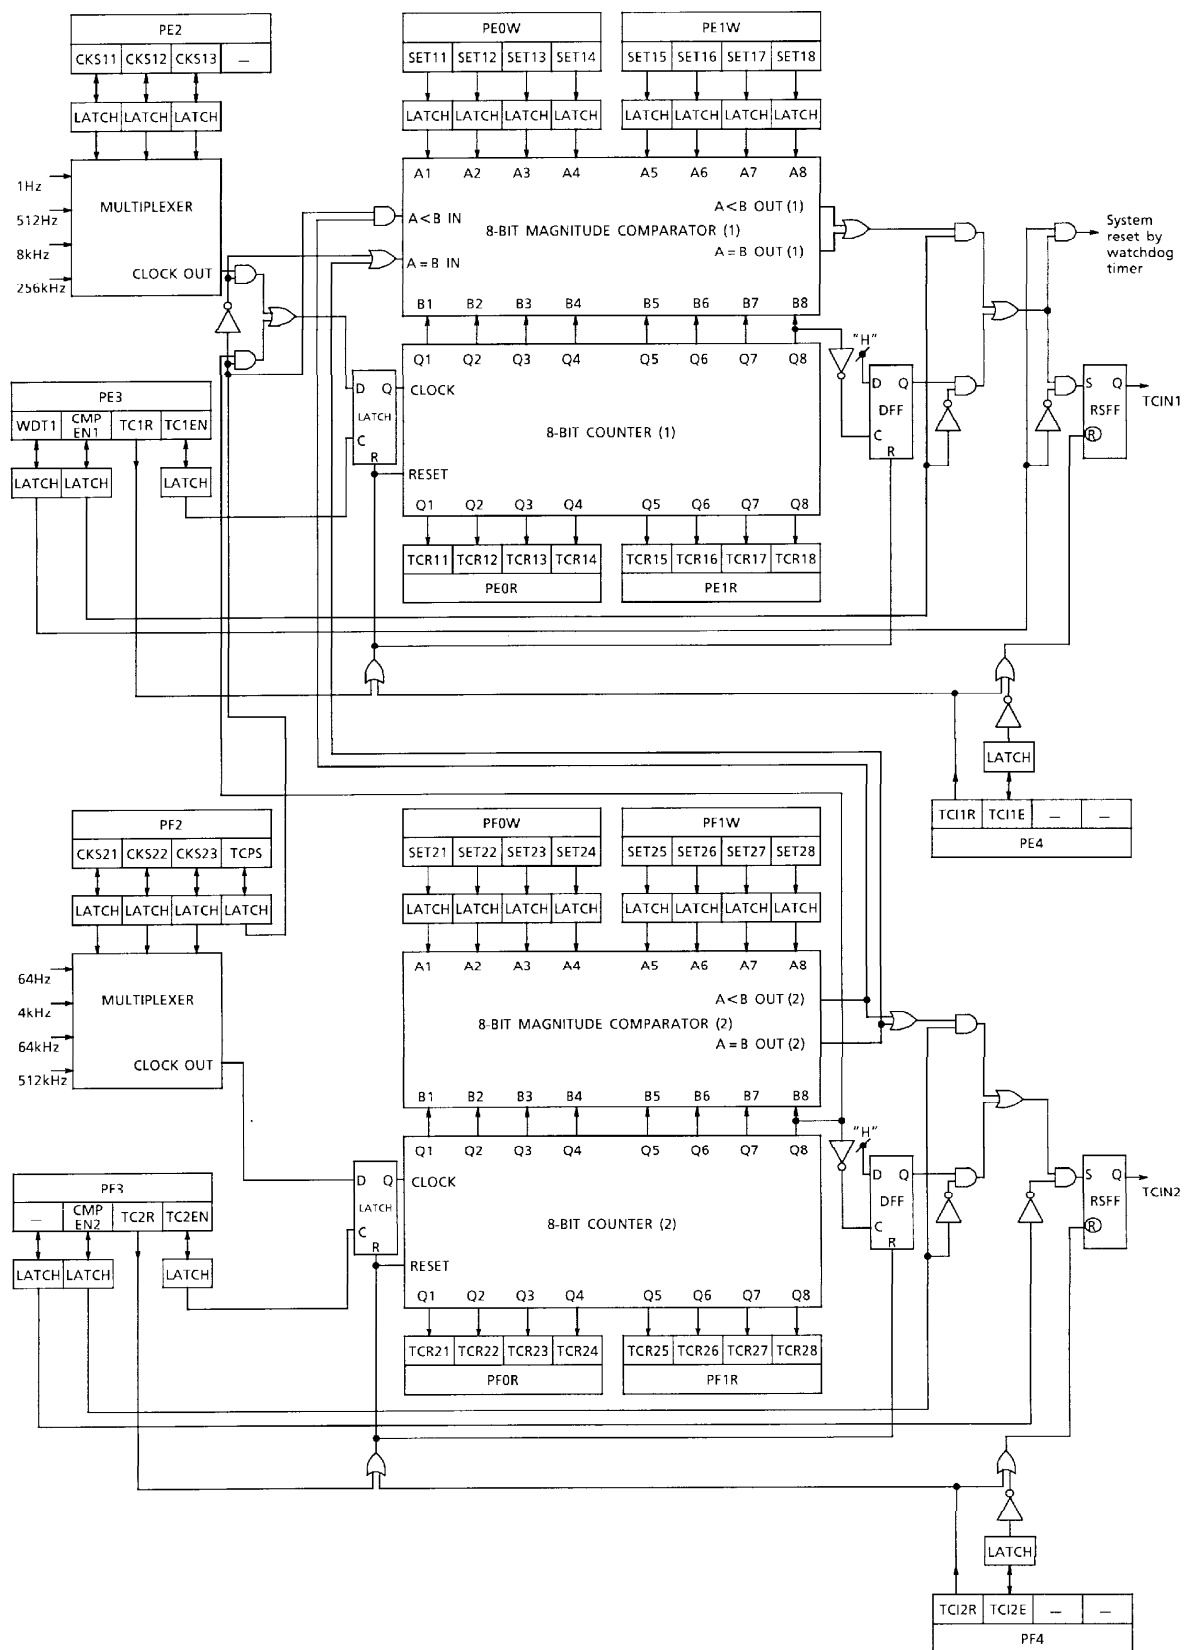 PE2
CKS11 CKS12 CKS13 —
LATCH LATCH LATCH
MULTIPLEXER
1Hz
512Hz
8kHz
256kHz
CLOCK OUT
PE0W
SET11 SET12 SET13 SET14
LATCH LATCH LATCH LATCH
PE1W
SET15 SET16 SET17 SET18
LATCH LATCH LATCH LATCH
A1 A2 A3 A4 A5 A6 A7 A8
A<B IN
A=B IN
8-BIT MAGNITUDE COMPARATOR (1)
A<B OUT (1)
A=B OUT (1)
B1 B2 B3 B4 B5 B6 B7 B8
System
reset by
watchdog
timer
Q1 Q2 Q3 Q4 Q5 Q6 Q7 Q8
D Q
LATCH
C
R
CLOCK
8-BIT COUNTER (1)
RESET
Q1 Q2 Q3 Q4 Q5 Q6 Q7 Q8
"H"
D Q
DFF
C
R
S Q
RSFF
R
TCIN1
PE3
WDT1 CMP EN1 TC1R TC1EN
LATCH LATCH LATCH
TCR11 TCR12 TCR13 TCR14
PE0R
TCR15 TCR16 TCR17 TCR18
PE1R
LATCH
TCI1R TCI1E — —
PE4
PF2
CKS21 CKS22 CKS23 TCPS
LATCH LATCH LATCH LATCH
MULTIPLEXER
64Hz
4kHz
64kHz
512kHz
CLOCK OUT
PF0W
SET21 SET22 SET23 SET24
LATCH LATCH LATCH LATCH
PF1W
SET25 SET26 SET27 SET28
LATCH LATCH LATCH LATCH
A1 A2 A3 A4 A5 A6 A7 A8
8-BIT MAGNITUDE COMPARATOR (2)
A<B OUT (2)
A=B OUT (2)
B1 B2 B3 B4 B5 B6 B7 B8
Q1 Q2 Q3 Q4 Q5 Q6 Q7 Q8
D Q
LATCH
C
R
CLOCK
8-BIT COUNTER (2)
RESET
Q1 Q2 Q3 Q4 Q5 Q6 Q7 Q8
"H"
D Q
DFF
C
R
S Q
RSFF
R
TCIN2
PF3
— CMP EN2 TC2R TC2EN
LATCH LATCH LATCH
TCR21 TCR22 TCR23 TCR24
PF0R
TCR25 TCR26 TCR27 TCR28
PF1R
LATCH
TCI2R TCI2E — —
PF4